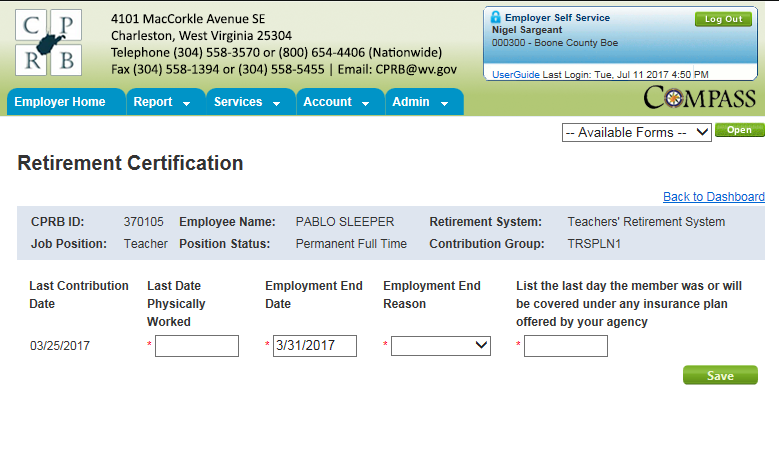 C P
R B
4101 MacCorkle Avenue SE
Charleston, West Virginia 25304
Telephone (304) 558-3570 or (800) 654-4406 (Nationwide)
Fax (304) 558-1394 or (304) 558-5455 | Email: CPRB@wv.gov
Employer Self Service
Log Out
Nigel Sargeant
000300 - Boone County Boe
UserGuide Last Login: Tue, Jul 11 2017 4:50 PM
Employer Home Report Services Account Admin
COMPASS
-- Available Forms -- Open
Retirement Certification
Back to Dashboard
CPRB ID: 370105 Employee Name: PABLO SLEEPER Retirement System: Teachers' Retirement System
Job Position: Teacher Position Status: Permanent Full Time Contribution Group: TRSPLN1
Last Contribution Date
Last Date Physically Worked
Employment End Date
Employment End Reason
List the last day the member was or will be covered under any insurance plan offered by your agency
03/25/2017 * * 3/31/2017 * *
Save